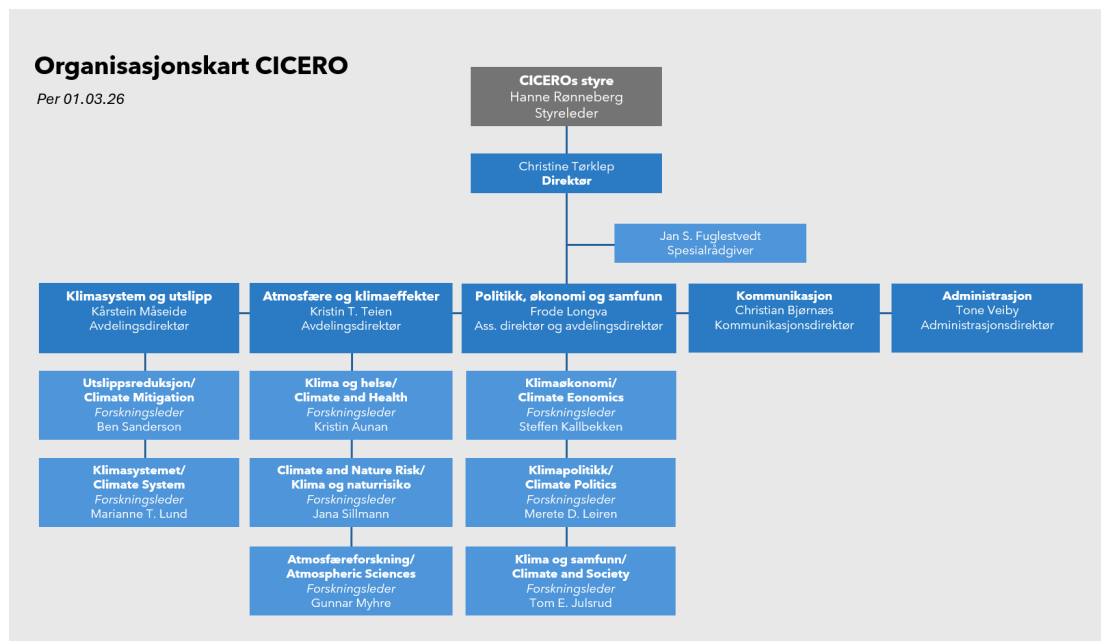 Organisasjonskart CICERO
Per 01.03.26
CICEROs styre
Hanne Rønneberg
Styreleder
Christine Tørklep
Direktør
Jan S. Fuglestvedt
Spesialrådgiver
Klimasystem og utslipp
Kårstein Måseide
Avdelingsdirektør
Atmosfære og klimaeffekter
Kristin T. Teien
Avdelingsdirektør
Politikk, økonomi og samfunn
Frode Longva
Ass. direktør og avdelingsdirektør
Kommunikasjon
Christian Bjørnæs
Kommunikasjonsdirektør
Administrasjon
Tone Veiby
Administrasjonsdirektør
Utslippsreduksjon/
Climate Mitigation
Forskningsleder
Ben Sanderson
Klima og helse/
Climate and Health
Forskningsleder
Kristin Aunan
Klimaøkonomi/
Climate Eonomics
Forskningsleder
Steffen Kallbekken
Klimasystemet/
Climate System
Forskningsleder
Marianne T. Lund
Climate and Nature Risk/
Klima og naturrisiko
Forskningsleder
Jana Sillmann
Klimapolitikk/
Climate Politics
Forskningsleder
Merete D. Leiren
Atmosfæreforskning/
Atmospheric Sciences
Forskningsleder
Gunnar Myhre
Klima og samfunn/
Climate and Society
Forskningsleder
Tom E. Julsrud